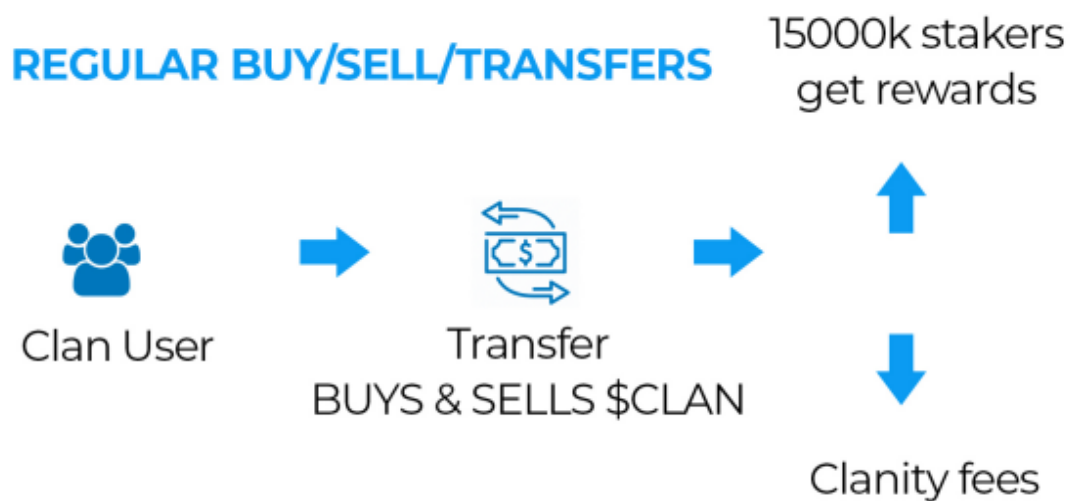 REGULAR BUY/SELL/TRANSFERS
15000k stakers
get rewards
Clan User
Transfer
BUYS & SELLS $CLAN
Clanity fees